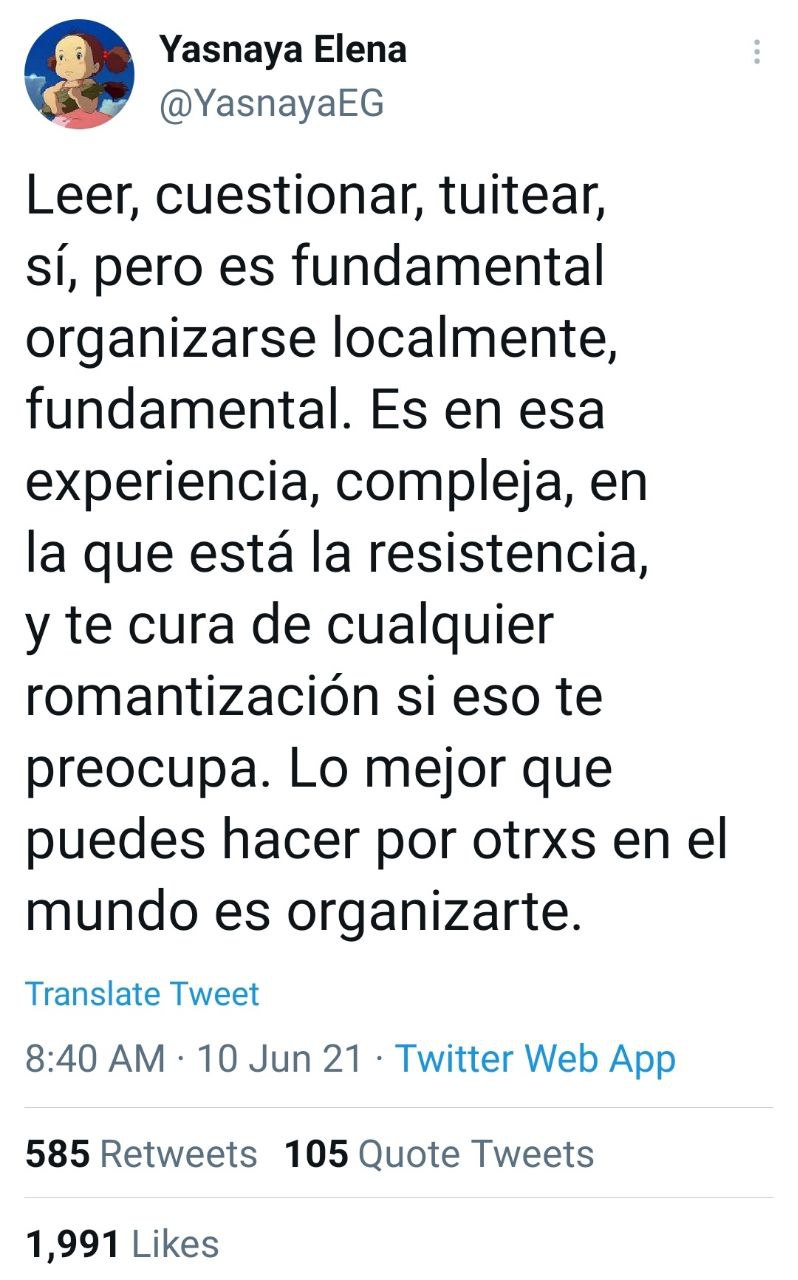 Yasnaya Elena
@YasnayaEG
Leer, cuestionar, tuitear,
sí, pero es fundamental
organizarse localmente,
fundamental. Es en esa
experiencia, compleja, en
la que está la resistencia,
y te cura de cualquier
romantización si eso te
preocupa. Lo mejor que
puedes hacer por otrxs en el
mundo es organizarte.
Translate Tweet
8:40 AM · 10 Jun 21 · Twitter Web App
585 Retweets 105 Quote Tweets
1,991 Likes